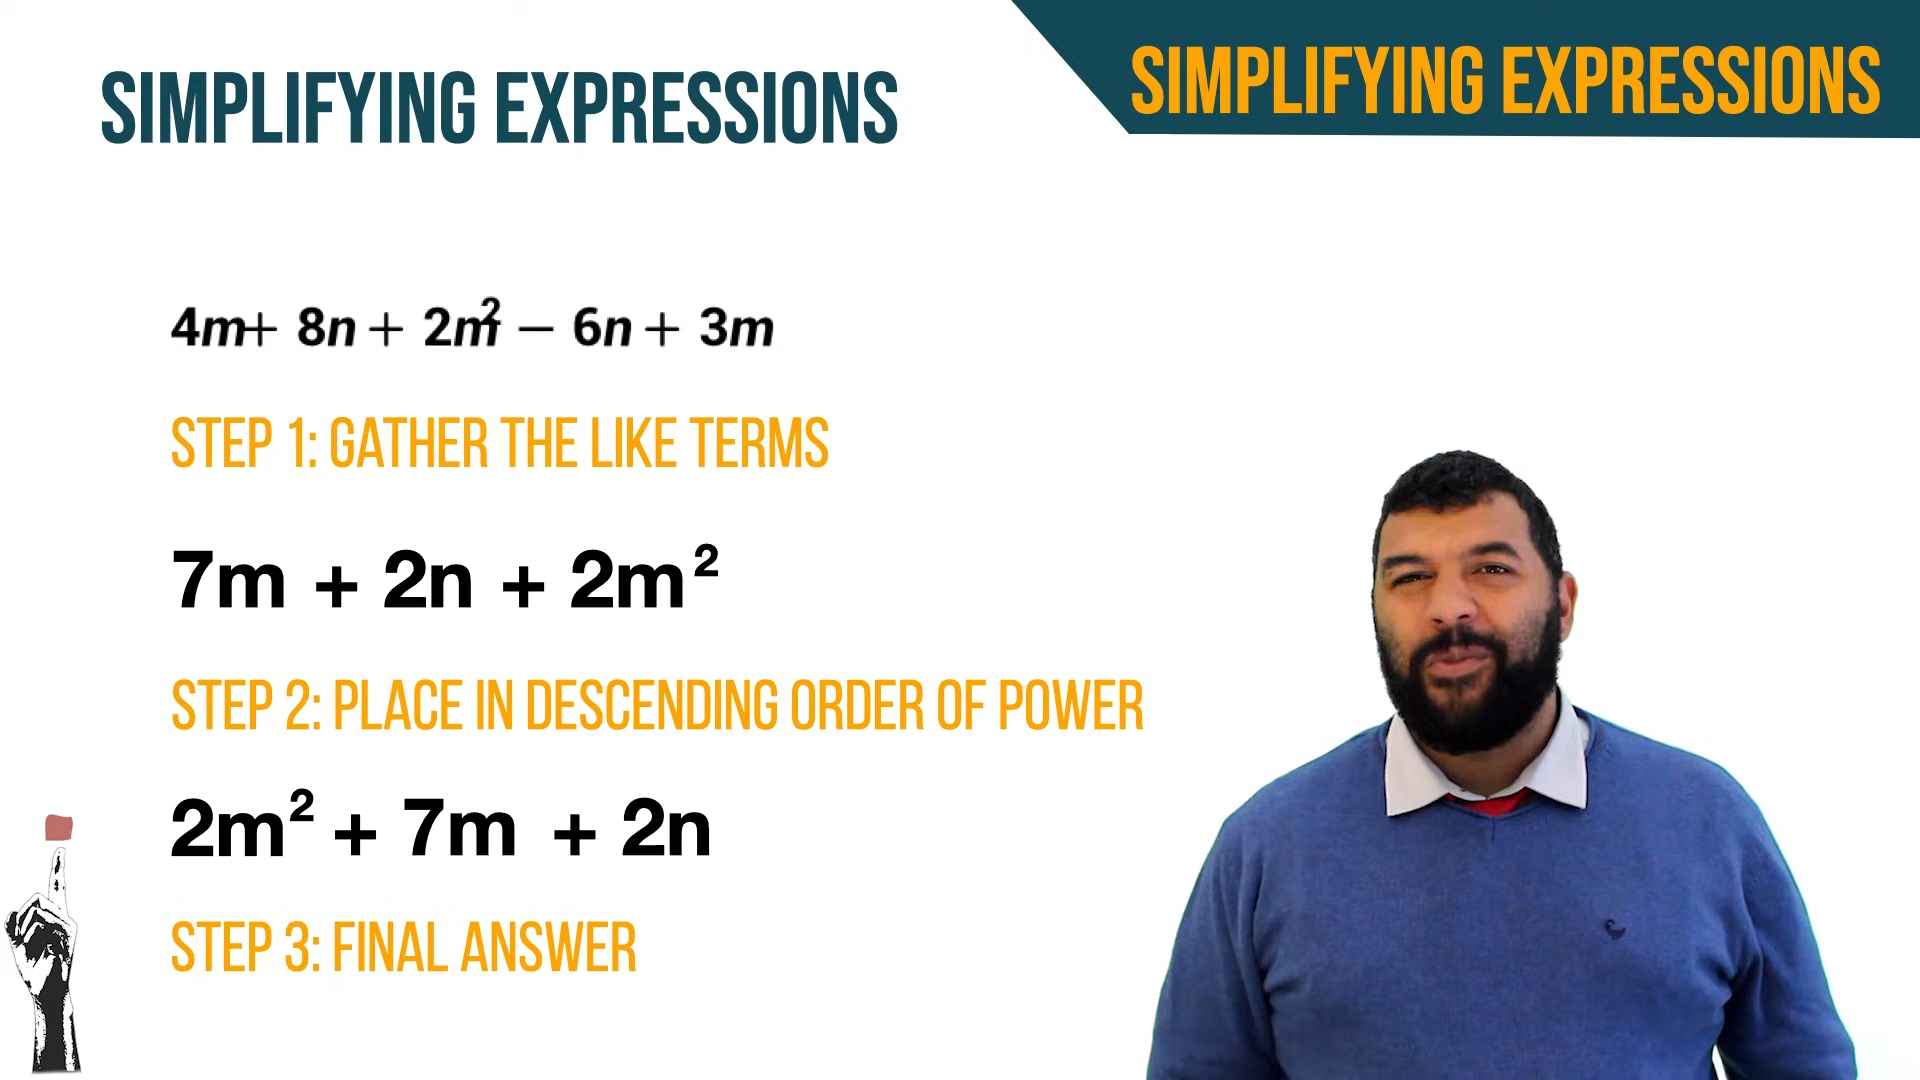 SIMPLIFYING EXPRESSIONS
SIMPLIFYING EXPRESSIONS
4m+ 8n + 2m² − 6n + 3m
STEP 1: GATHER THE LIKE TERMS
7m + 2n + 2m²
STEP 2: PLACE IN DESCENDING ORDER OF POWER
2m² + 7m + 2n
STEP 3: FINAL ANSWER